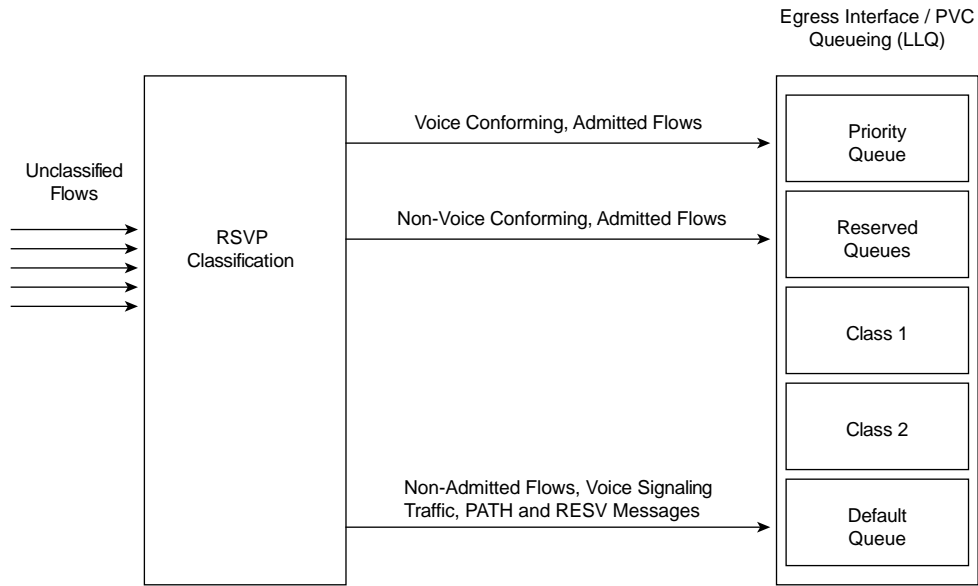 Egress Interface / PVC
Queueing (LLQ)
Unclassified
Flows
RSVP
Classification
Voice Conforming, Admitted Flows
Non-Voice Conforming, Admitted Flows
Non-Admitted Flows, Voice Signaling
Traffic, PATH and RESV Messages
Priority
Queue
Reserved
Queues
Class 1
Class 2
Default
Queue